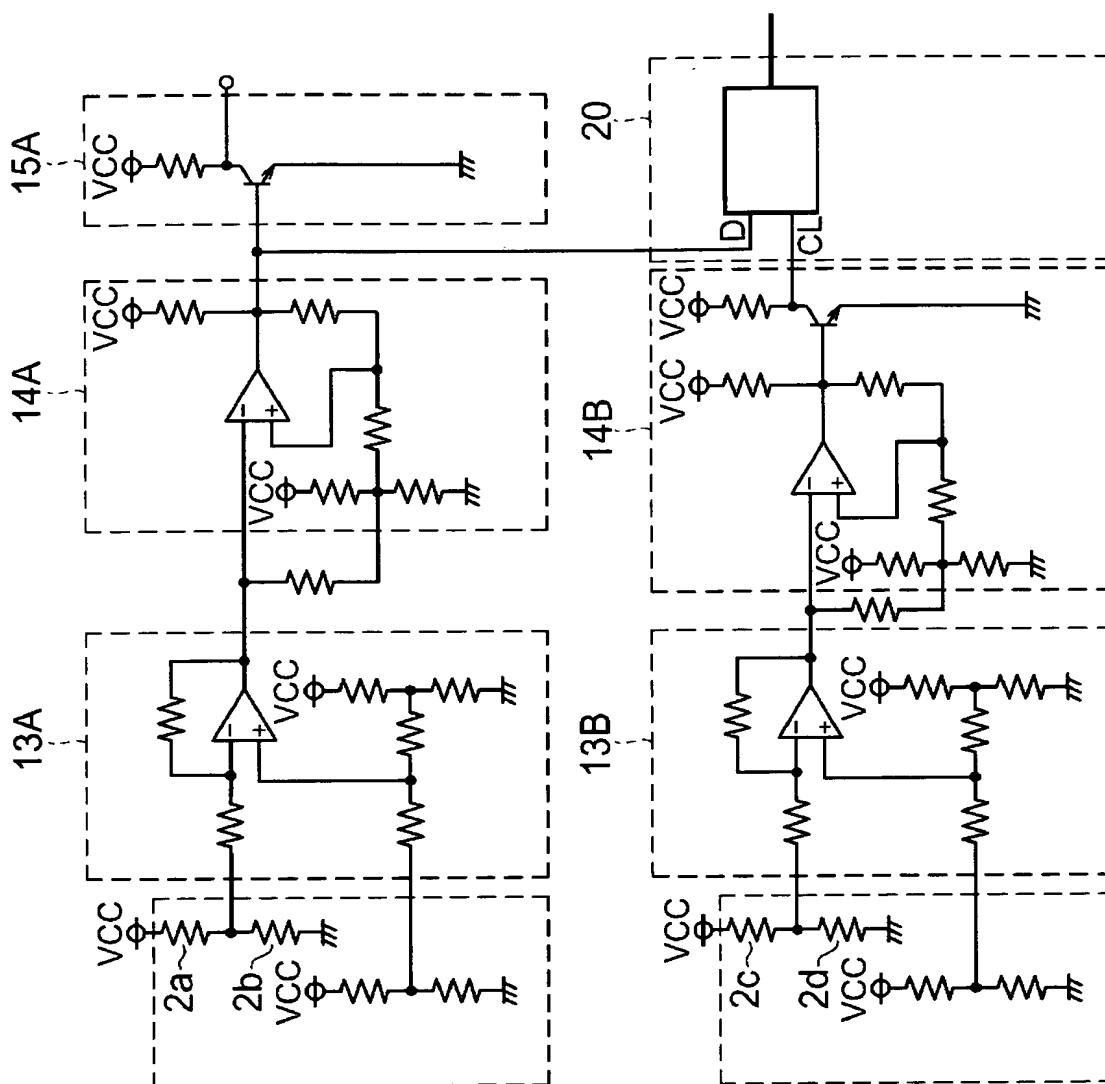 15A
VCC
14A
VCC
VCC
13A
VCC
VCC
2a
2b
VCC
20
D
CL
VCC
VCC
14B
VCC
13B
VCC
VCC
2c
2d
VCC
− +
− +
− +
− +